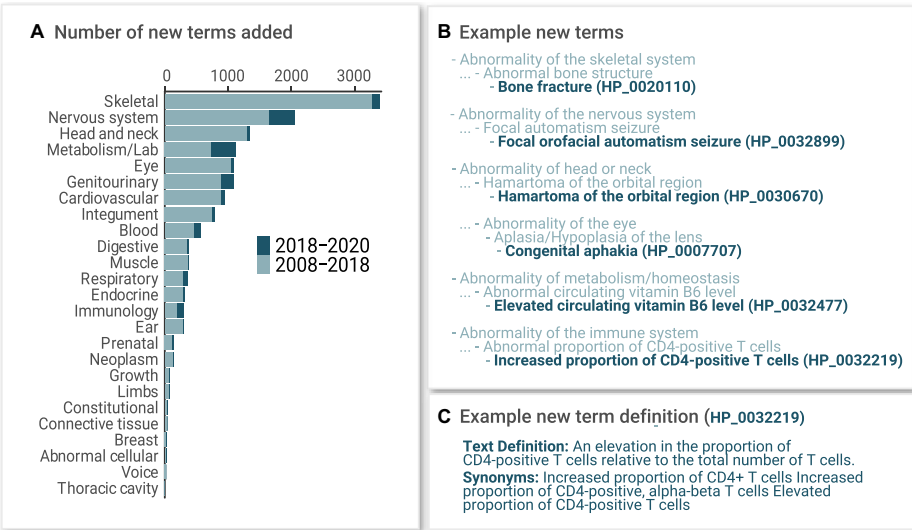 A Number of new terms added
0 1000 2000 3000
Skeletal
Nervous system
Head and neck
Metabolism/Lab
Eye
Genitourinary
Cardiovascular
Integument
Blood
Digestive
Muscle
Respiratory
Endocrine
Immunology
Ear
Prenatal
Neoplasm
Growth
Limbs
Constitutional
Connective tissue
Breast
Abnormal cellular
Voice
Thoracic cavity
2018–2020
2008–2018
B Example new terms
- Abnormality of the skeletal system
... - Abnormal bone structure
- Bone fracture (HP_0020110)
- Abnormality of the nervous system
... - Focal automatism seizure
- Focal orofacial automatism seizure (HP_0032899)
- Abnormality of head or neck
... - Hamartoma of the orbital region
- Hamartoma of the orbital region (HP_0030670)
... - Abnormality of the eye
- Aplasia/Hypoplasia of the lens
- Congenital aphakia (HP_0007707)
- Abnormality of metabolism/homeostasis
... - Abnormal circulating vitamin B6 level
- Elevated circulating vitamin B6 level (HP_0032477)
- Abnormality of the immune system
... - Abnormal proportion of CD4-positive T cells
- Increased proportion of CD4-positive T cells (HP_0032219)
C Example new term definition (HP_0032219)
Text Definition: An elevation in the proportion of
CD4-positive T cells relative to the total number of T cells.
Synonyms: Increased proportion of CD4+ T cells Increased
proportion of CD4-positive, alpha-beta T cells Elevated
proportion of CD4-positive T cells